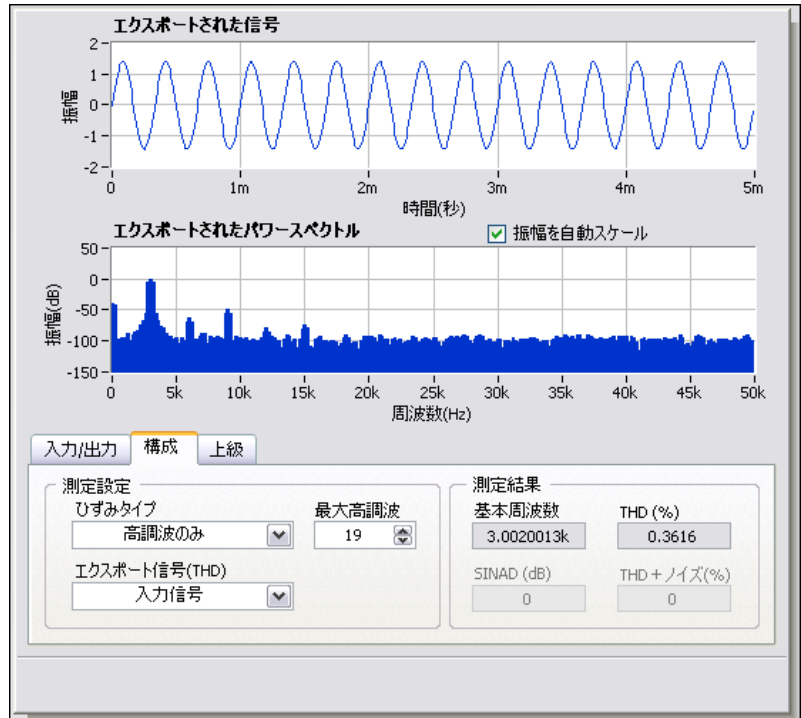 エクスポートされた信号
2
1
0
-1
-2
振幅
0 1m 2m 3m 4m 5m
時間(秒)
エクスポートされたパワースペクトル
振幅を自動スケール
50
0
-50
-100
-150
振幅(dB)
0 5k 10k 15k 20k 25k 30k 35k 40k 45k 50k
周波数(Hz)
入力/出力 構成 上級
測定設定
ひずみタイプ 最大高調波
高調波のみ 19
エクスポート信号(THD)
入力信号
測定結果
基本周波数 THD (%)
3.0020013k 0.3616
SINAD (dB) THD + ノイズ(%)
0 0